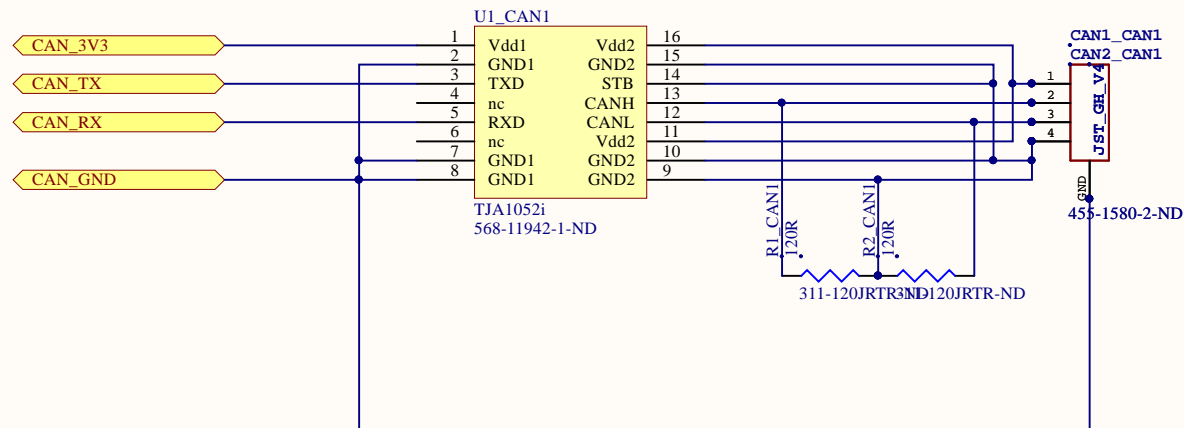 U1_CAN1
CAN_3V3
CAN_TX
CAN_RX
CAN_GND
1 Vdd1 Vdd2 16
2 GND1 GND2 15
3 TXD STB 14
4 nc CANH 13
5 RXD CANL 12
6 nc Vdd2 11
7 GND1 GND2 10
8 GND1 GND2 9
TJA1052i
568-11942-1-ND
CAN1_CAN1
CAN2_CAN1
1
2
3
4
JST_GH_V4
GND
455-1580-2-ND
R1_CAN1
120R
R2_CAN1
120R
311-120JRTR-ND
311-120JRTR-ND